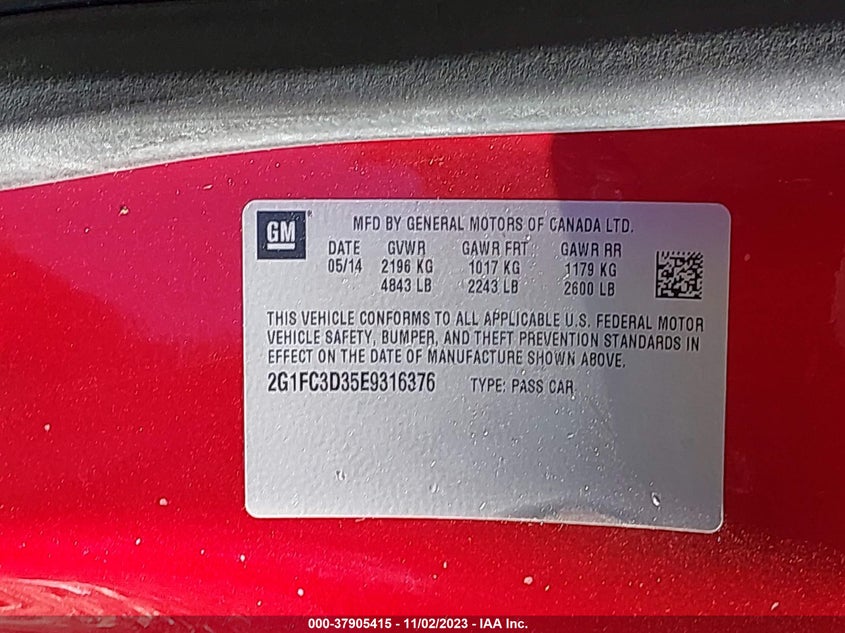 GM ®
MFD BY GENERAL MOTORS OF CANADA LTD.
DATE GVWR GAWR FRT GAWR RR
05/14 2196 KG 1017 KG 1179 KG
4843 LB 2243 LB 2600 LB
THIS VEHICLE CONFORMS TO ALL APPLICABLE U.S. FEDERAL MOTOR
VEHICLE SAFETY, BUMPER, AND THEFT PREVENTION STANDARDS IN
EFFECT ON THE DATE OF MANUFACTURE SHOWN ABOVE.
2G1FC3D35E9316376 TYPE: PASS CAR
000-37905415 - 11/02/2023 - IAA Inc.